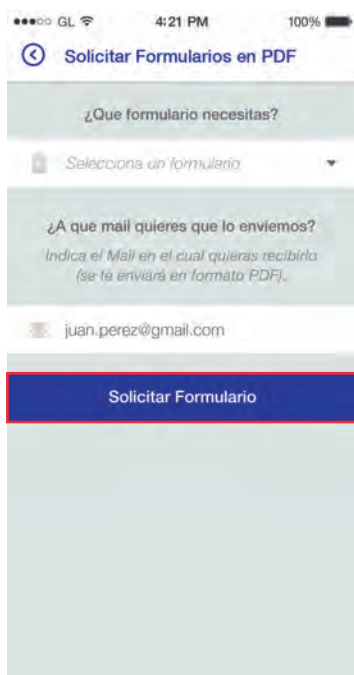 GL 4:21 PM 100%
Solicitar Formularios en PDF
¿Que formulario necesitas?
Selecciona un formulario
¿A que mail quieres que lo enviemos?
Indica el Mail en el cual quieras recibirlo
(se te enviará en formato PDF).
juan.perez@gmail.com
Solicitar Formulario